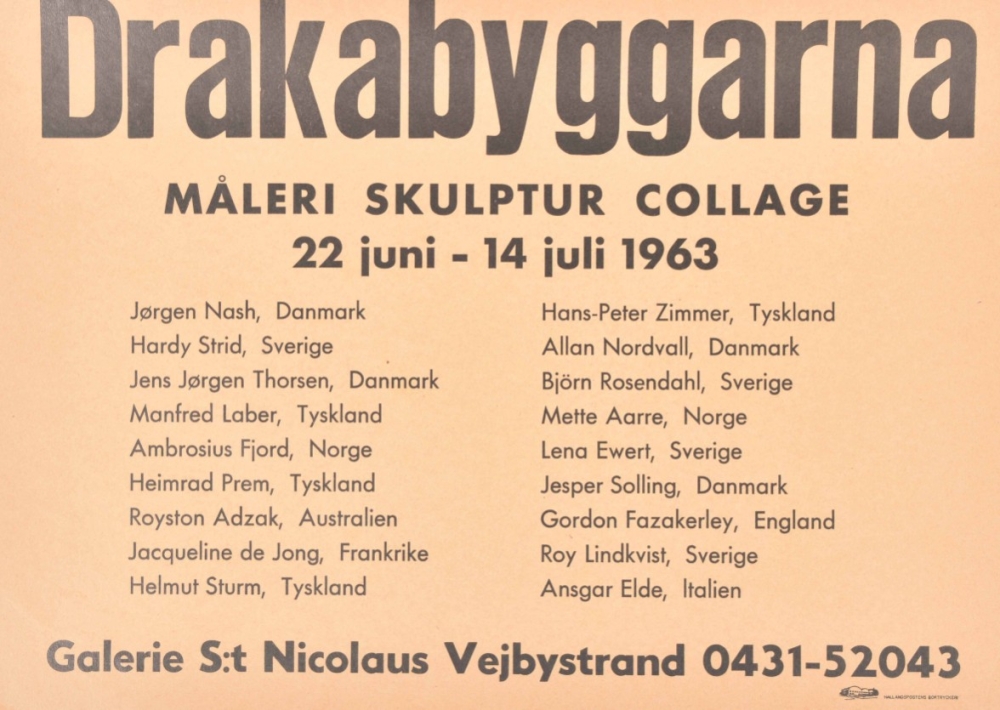 Drakabyggarna
MÅLERI SKULPTUR COLLAGE
22 juni - 14 juli 1963
Jørgen Nash, Danmark
Hardy Strid, Sverige
Jens Jørgen Thorsen, Danmark
Manfred Laber, Tyskland
Ambrosius Fjord, Norge
Heimrad Prem, Tyskland
Royston Adzak, Australien
Jacqueline de Jong, Frankrike
Helmut Sturm, Tyskland
Hans-Peter Zimmer, Tyskland
Allan Nordvall, Danmark
Björn Rosendahl, Sverige
Mette Aarre, Norge
Lena Ewert, Sverige
Jesper Solling, Danmark
Gordon Fazakerley, England
Roy Lindkvist, Sverige
Ansgar Elde, Italien
Galerie S:t Nicolaus Vejbystrand 0431-52043